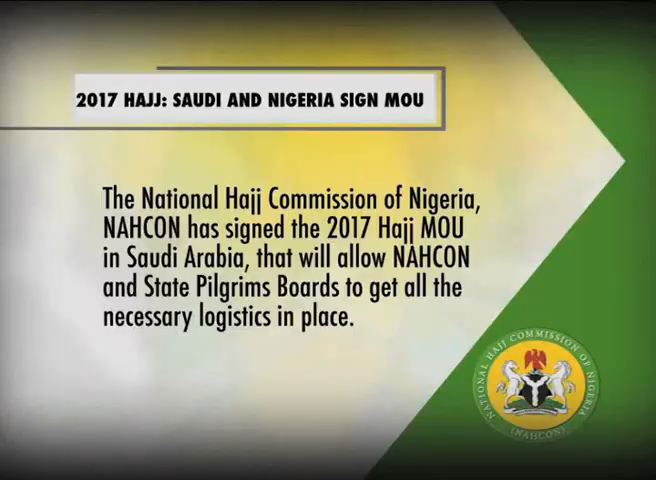 2017 HAJJ: SAUDI AND NIGERIA SIGN MOU
The National Hajj Commission of Nigeria,
NAHCON has signed the 2017 Hajj MOU
in Saudi Arabia, that will allow NAHCON
and State Pilgrims Boards to get all the
necessary logistics in place.
NATIONAL HAJJ COMMISSION OF NIGERIA
(NAHCON)